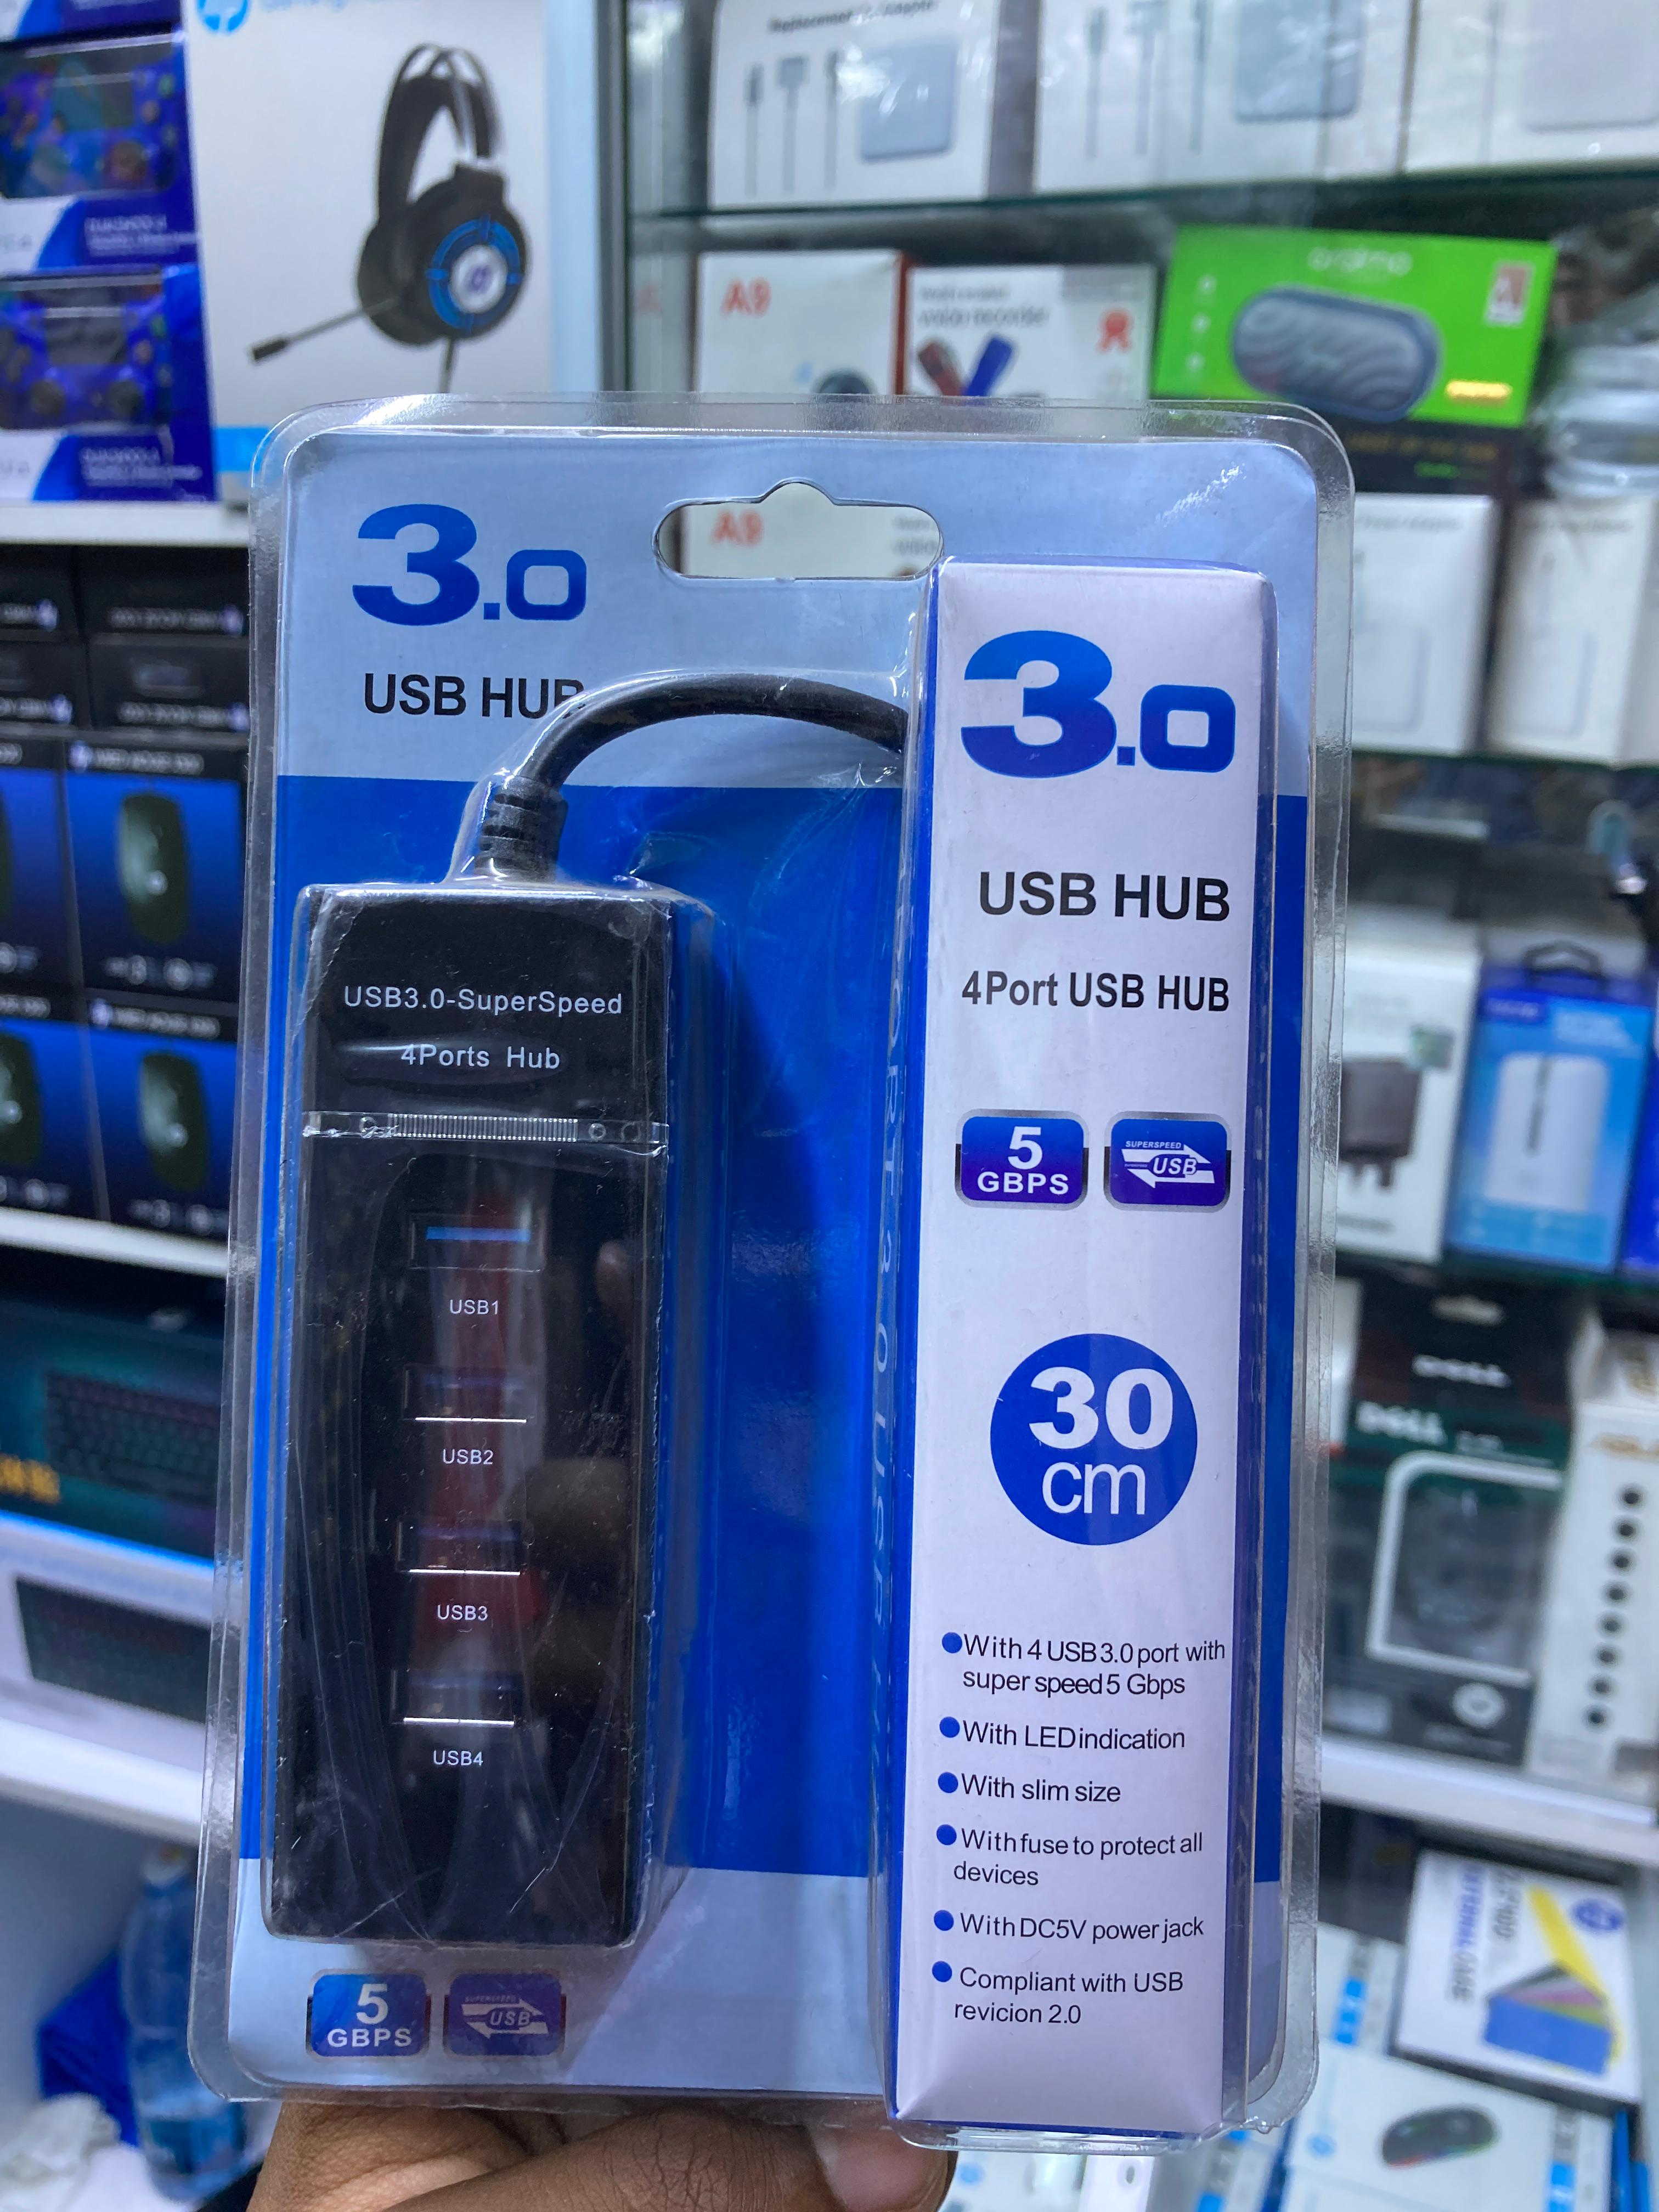 A9
A9
3.0
USB HUB
USB3.0-SuperSpeed
4Ports Hub
USB1
USB2
USB3
USB4
5
GBPS
SUPERSPEED
USB
3.0
USB HUB
4Port USB HUB
5
GBPS
SUPERSPEED
USB
30
cm
With 4 USB 3.0 port with
super speed 5 Gbps
With LED indication
With slim size
With fuse to protect all
devices
With DC5V power jack
Compliant with USB
revicion 2.0
DELL
DELL